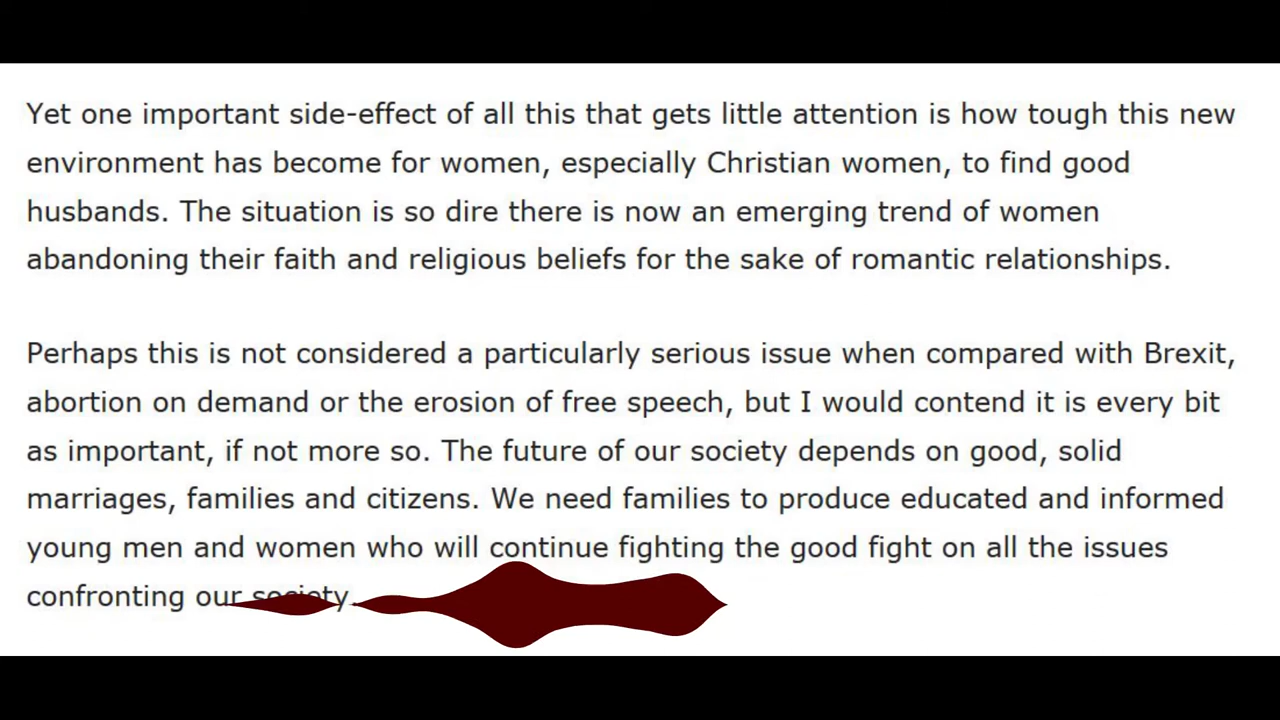 Yet one important side-effect of all this that gets little attention is how tough this new
environment has become for women, especially Christian women, to find good
husbands. The situation is so dire there is now an emerging trend of women
abandoning their faith and religious beliefs for the sake of romantic relationships.
Perhaps this is not considered a particularly serious issue when compared with Brexit,
abortion on demand or the erosion of free speech, but I would contend it is every bit
as important, if not more so. The future of our society depends on good, solid
marriages, families and citizens. We need families to produce educated and informed
young men and women who will continue fighting the good fight on all the issues
confronting our society.